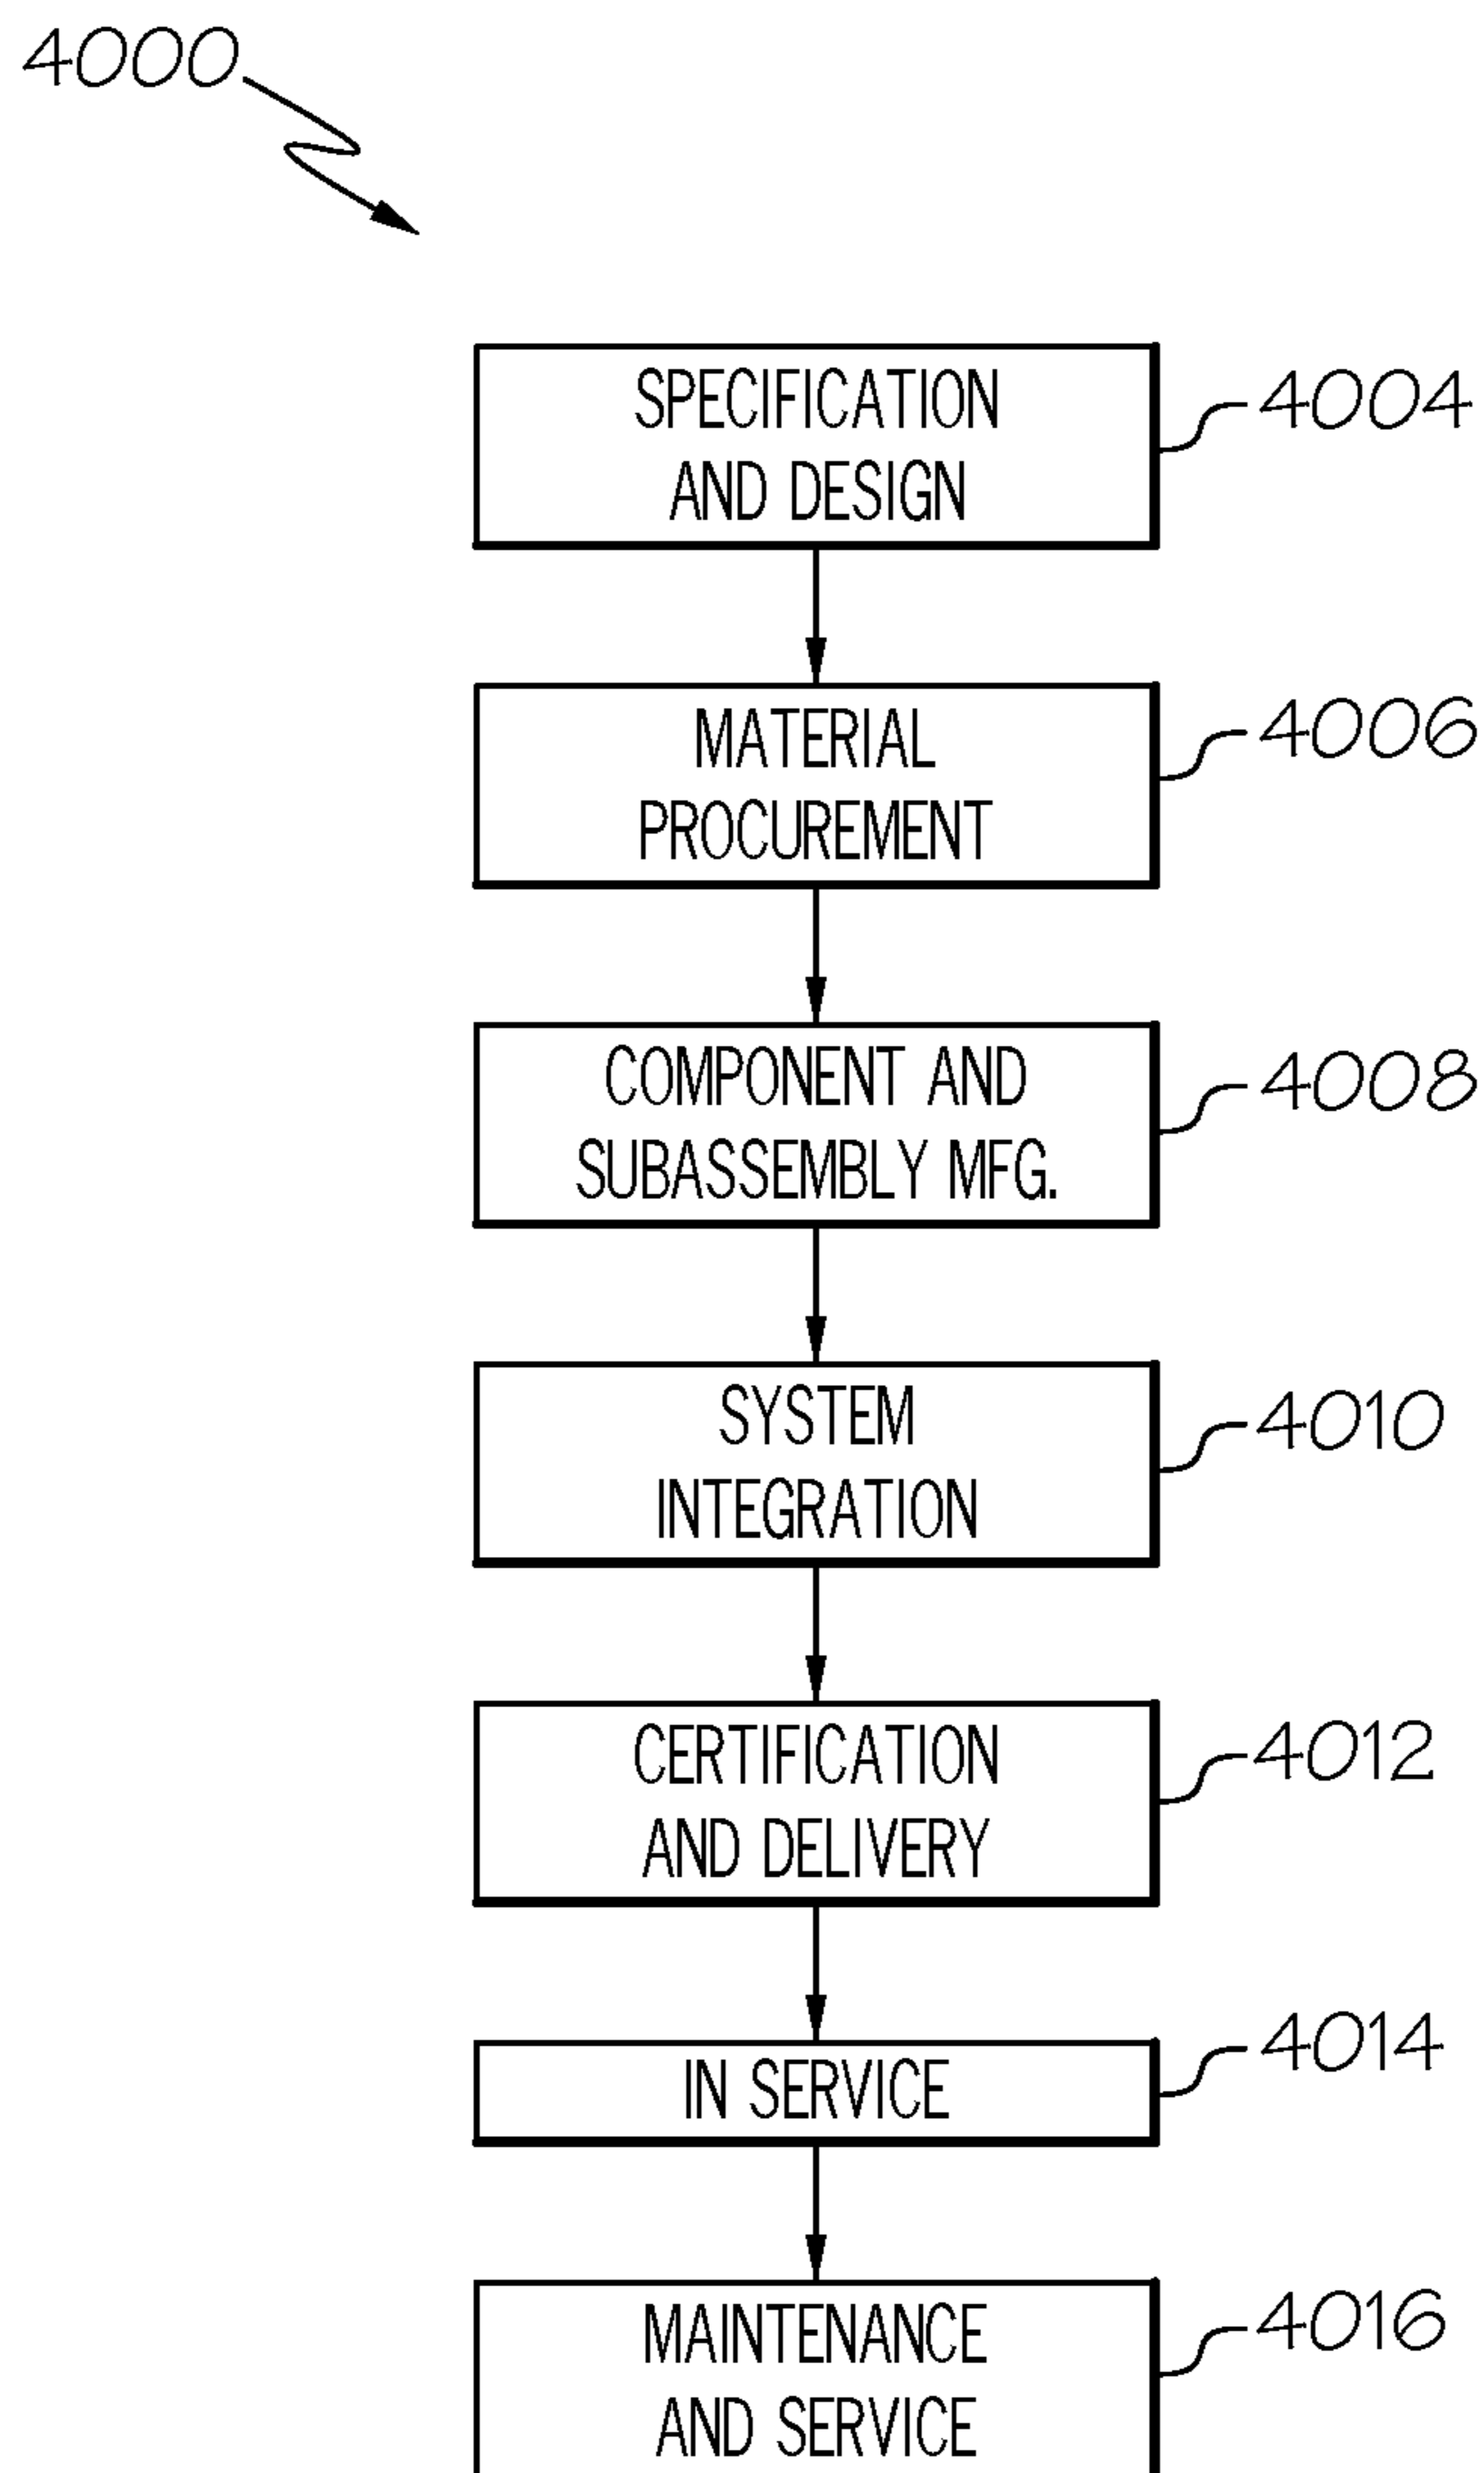 4000
SPECIFICATION
AND DESIGN
4004
MATERIAL
PROCUREMENT
4006
COMPONENT AND
SUBASSEMBLY MFG.
4008
SYSTEM
INTEGRATION
4010
CERTIFICATION
AND DELIVERY
4012
IN SERVICE
4014
MAINTENANCE
AND SERVICE
4016